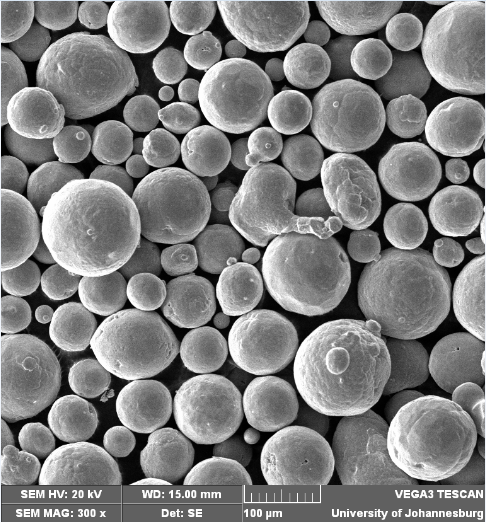 SEM HV: 20 kV WD: 15.00 mm VEGA3 TESCAN
SEM MAG: 300 x Det: SE 100 µm University of Johannesburg